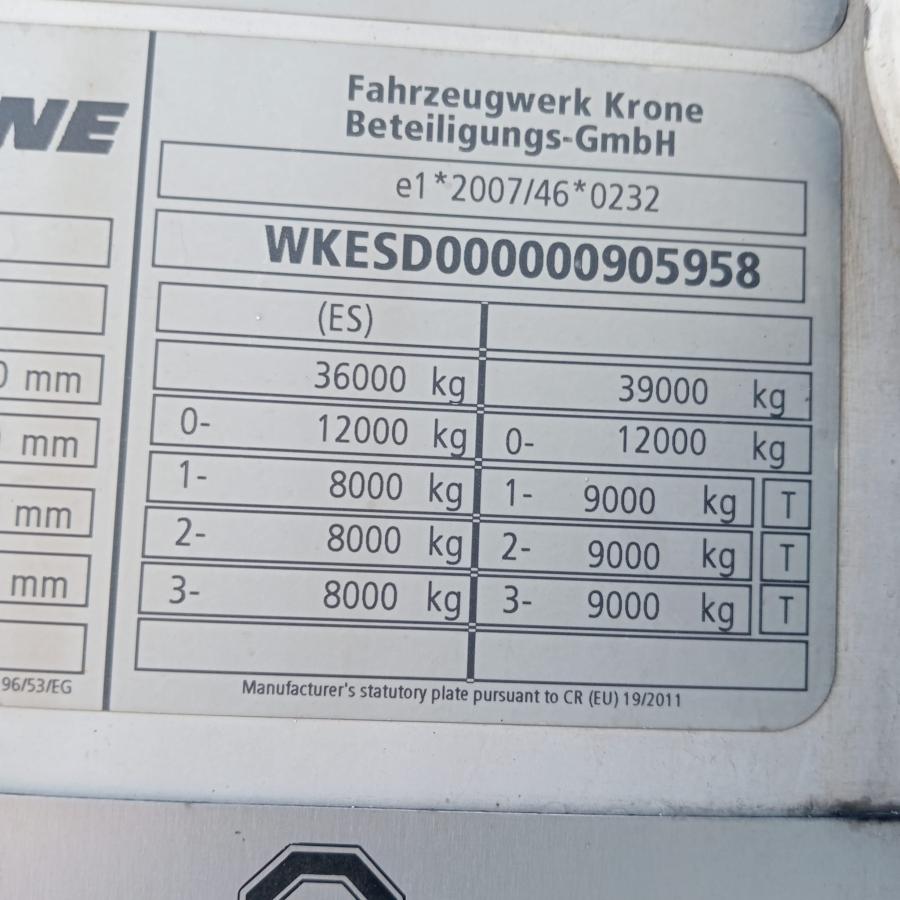 NE
Fahrzeugwerk Krone
Beteiligungs-GmbH
e1*2007/46*0232
WKESD000000905958
(ES)
36000 kg 39000 kg
0- 12000 kg 0- 12000 kg
1- 8000 kg 1- 9000 kg T
2- 8000 kg 2- 9000 kg T
3- 8000 kg 3- 9000 kg T
Manufacturer's statutory plate pursuant to CR (EU) 19/2011
0 mm
mm
mm
mm
96/53/EG